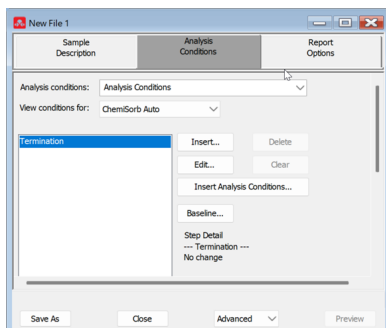 New File 1
Sample Description
Analysis Conditions
Report Options
Analysis conditions: Analysis Conditions
View conditions for: ChemiSorb Auto
Termination
Insert... Delete
Edit... Clear
Insert Analysis Conditions...
Baseline...
Step Detail
--- Termination ---
No change
Save As Close Advanced Preview